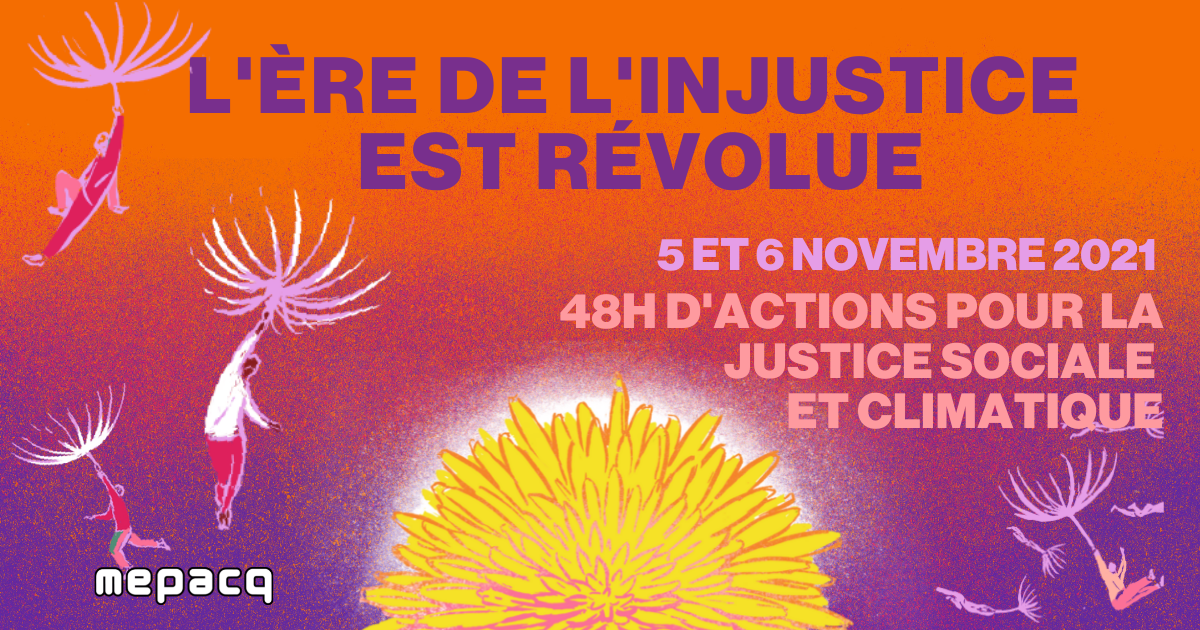 L'ÈRE DE L'INJUSTICE
EST RÉVOLUE
5 ET 6 NOVEMBRE 2021
48H D'ACTIONS POUR LA
JUSTICE SOCIALE
ET CLIMATIQUE
mepacq